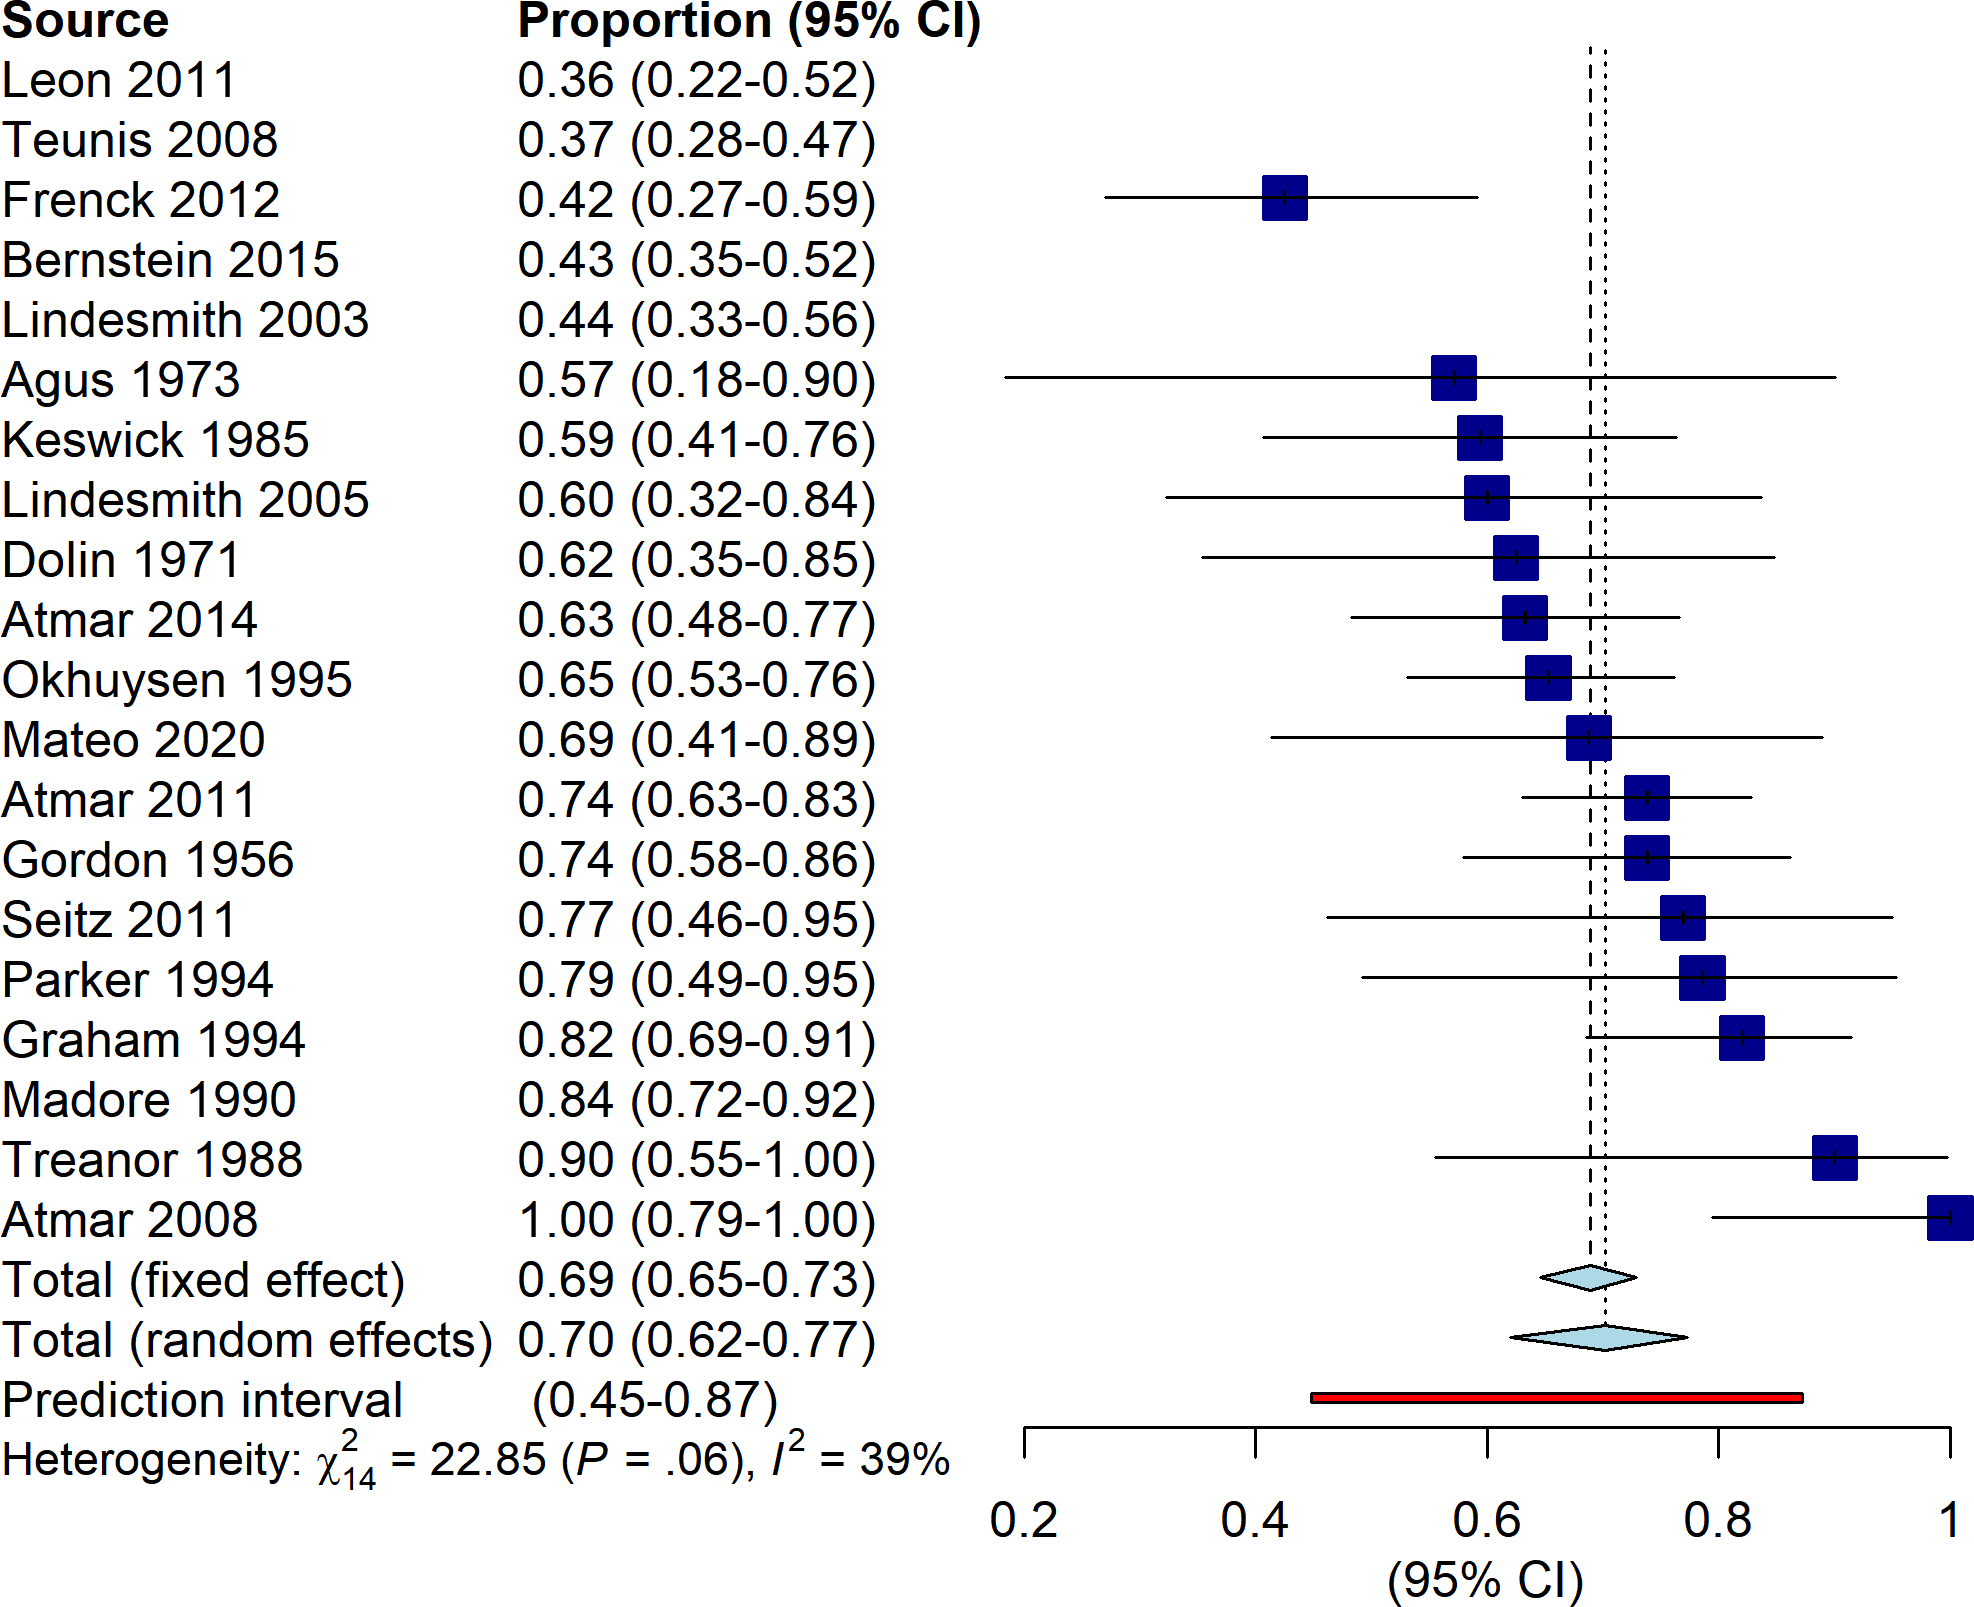 Source Proportion (95% CI)
Leon 2011 0.36 (0.22-0.52)
Teunis 2008 0.37 (0.28-0.47)
Frenck 2012 0.42 (0.27-0.59)
Bernstein 2015 0.43 (0.35-0.52)
Lindesmith 2003 0.44 (0.33-0.56)
Agus 1973 0.57 (0.18-0.90)
Keswick 1985 0.59 (0.41-0.76)
Lindesmith 2005 0.60 (0.32-0.84)
Dolin 1971 0.62 (0.35-0.85)
Atmar 2014 0.63 (0.48-0.77)
Okhuysen 1995 0.65 (0.53-0.76)
Mateo 2020 0.69 (0.41-0.89)
Atmar 2011 0.74 (0.63-0.83)
Gordon 1956 0.74 (0.58-0.86)
Seitz 2011 0.77 (0.46-0.95)
Parker 1994 0.79 (0.49-0.95)
Graham 1994 0.82 (0.69-0.91)
Madore 1990 0.84 (0.72-0.92)
Treanor 1988 0.90 (0.55-1.00)
Atmar 2008 1.00 (0.79-1.00)
Total (fixed effect) 0.69 (0.65-0.73)
Total (random effects) 0.70 (0.62-0.77)
Prediction interval (0.45-0.87)
Heterogeneity: χ²₁₄ = 22.85 (P = .06), I² = 39%
0.2 0.4 0.6 0.8 1
(95% CI)